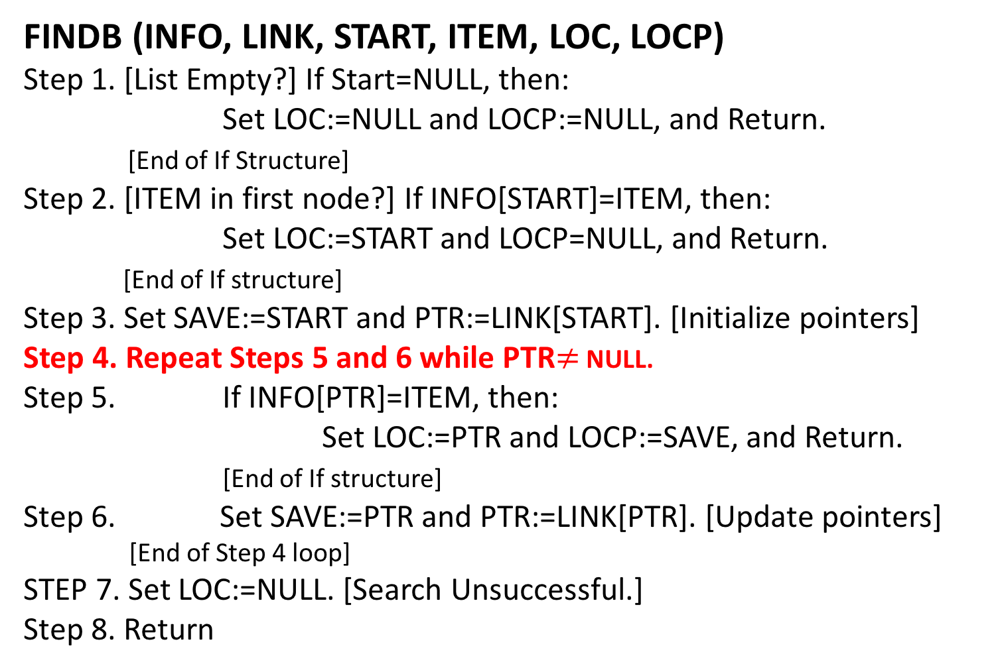 FINDB (INFO, LINK, START, ITEM, LOC, LOCP)
Step 1. [List Empty?] If Start=NULL, then:
Set LOC:=NULL and LOCP:=NULL, and Return.
[End of If Structure]
Step 2. [ITEM in first node?] If INFO[START]=ITEM, then:
Set LOC:=START and LOCP=NULL, and Return.
[End of If structure]
Step 3. Set SAVE:=START and PTR:=LINK[START]. [Initialize pointers]
Step 4. Repeat Steps 5 and 6 while PTR≠ NULL.
Step 5. If INFO[PTR]=ITEM, then:
Set LOC:=PTR and LOCP:=SAVE, and Return.
[End of If structure]
Step 6. Set SAVE:=PTR and PTR:=LINK[PTR]. [Update pointers]
[End of Step 4 loop]
STEP 7. Set LOC:=NULL. [Search Unsuccessful.]
Step 8. Return